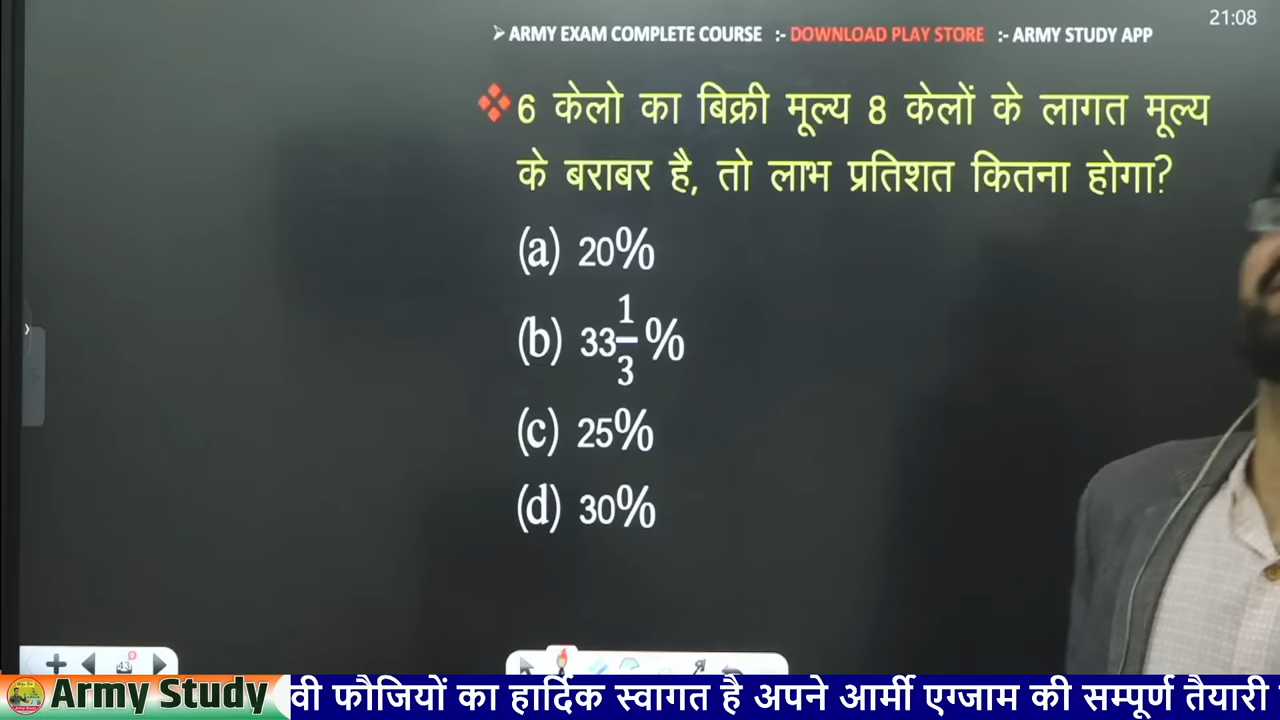 21:08
➢ ARMY EXAM COMPLETE COURSE :- DOWNLOAD PLAY STORE :- ARMY STUDY APP
❖6 केलो का बिक्री मूल्य 8 केलों के लागत मूल्य
के बराबर है, तो लाभ प्रतिशत कितना होगा?
(a) 20%
(b) 33 1/3 %
(c) 25%
(d) 30%
Army Study वी फौजियों का हार्दिक स्वागत है अपने आर्मी एग्जाम की सम्पूर्ण तैयारी